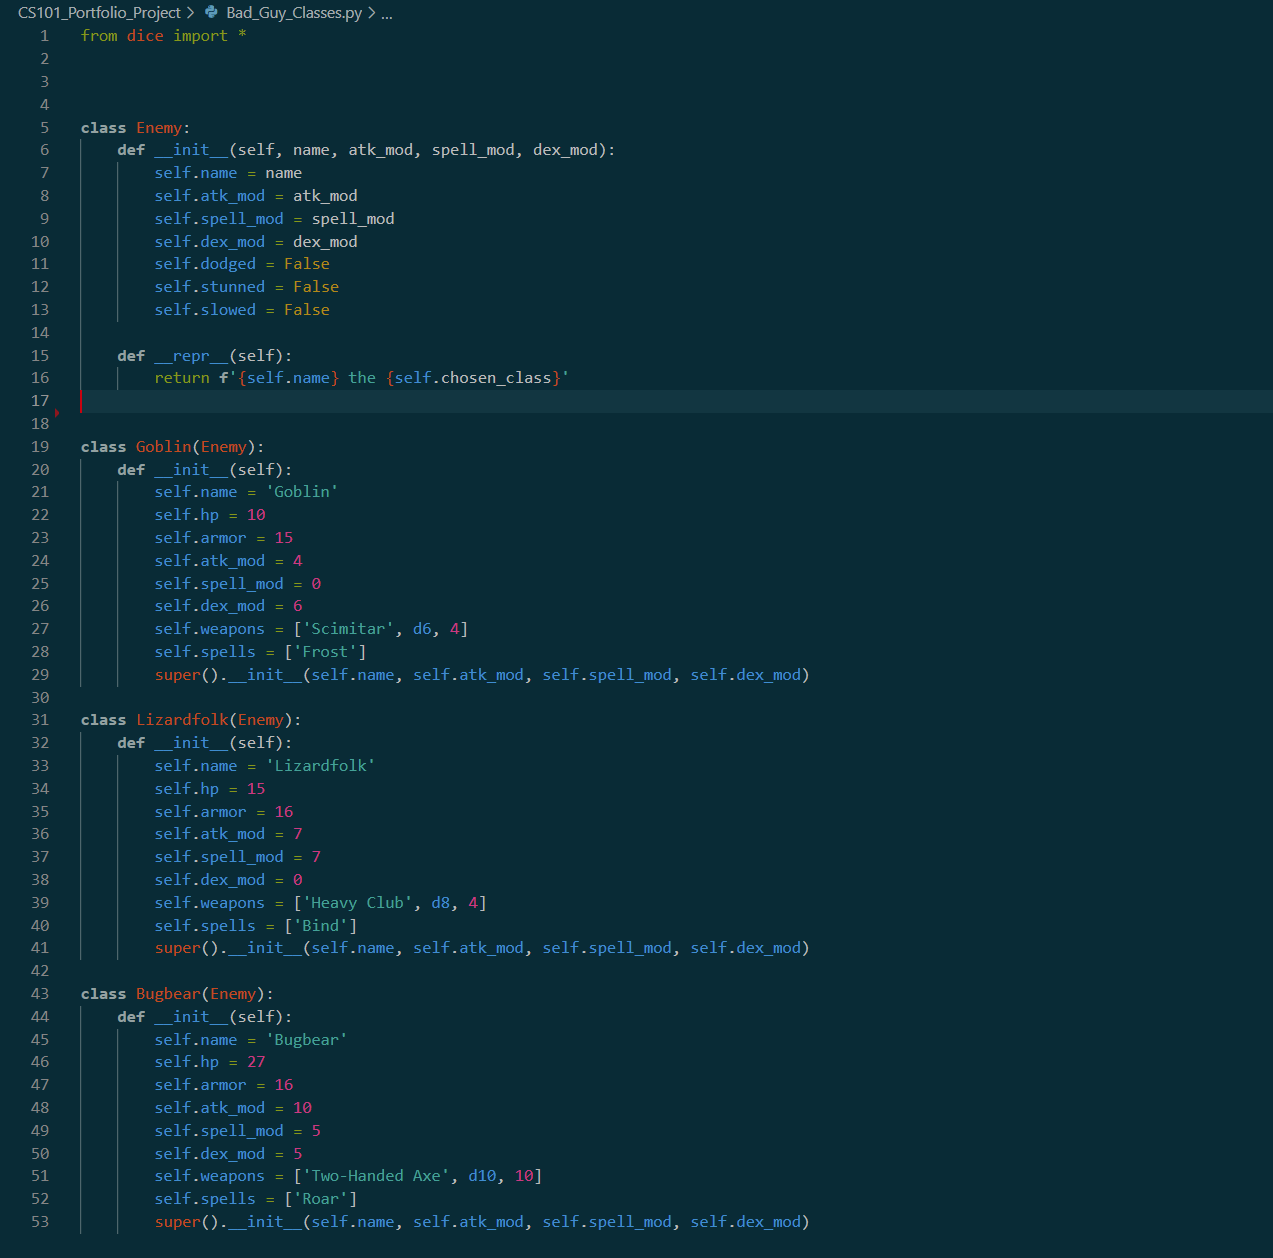 CS101_Portfolio_Project > Bad_Guy_Classes.py > ...
1 from dice import *
2
3
4
5 class Enemy:
6     def __init__(self, name, atk_mod, spell_mod, dex_mod):
7         self.name = name
8         self.atk_mod = atk_mod
9         self.spell_mod = spell_mod
10         self.dex_mod = dex_mod
11         self.dodged = False
12         self.stunned = False
13         self.slowed = False
14
15     def __repr__(self):
16         return f'{self.name} the {self.chosen_class}'
17
18
19 class Goblin(Enemy):
20     def __init__(self):
21         self.name = 'Goblin'
22         self.hp = 10
23         self.armor = 15
24         self.atk_mod = 4
25         self.spell_mod = 0
26         self.dex_mod = 6
27         self.weapons = ['Scimitar', d6, 4]
28         self.spells = ['Frost']
29         super().__init__(self.name, self.atk_mod, self.spell_mod, self.dex_mod)
30
31 class Lizardfolk(Enemy):
32     def __init__(self):
33         self.name = 'Lizardfolk'
34         self.hp = 15
35         self.armor = 16
36         self.atk_mod = 7
37         self.spell_mod = 7
38         self.dex_mod = 0
39         self.weapons = ['Heavy Club', d8, 4]
40         self.spells = ['Bind']
41         super().__init__(self.name, self.atk_mod, self.spell_mod, self.dex_mod)
42
43 class Bugbear(Enemy):
44     def __init__(self):
45         self.name = 'Bugbear'
46         self.hp = 27
47         self.armor = 16
48         self.atk_mod = 10
49         self.spell_mod = 5
50         self.dex_mod = 5
51         self.weapons = ['Two-Handed Axe', d10, 10]
52         self.spells = ['Roar']
53         super().__init__(self.name, self.atk_mod, self.spell_mod, self.dex_mod)